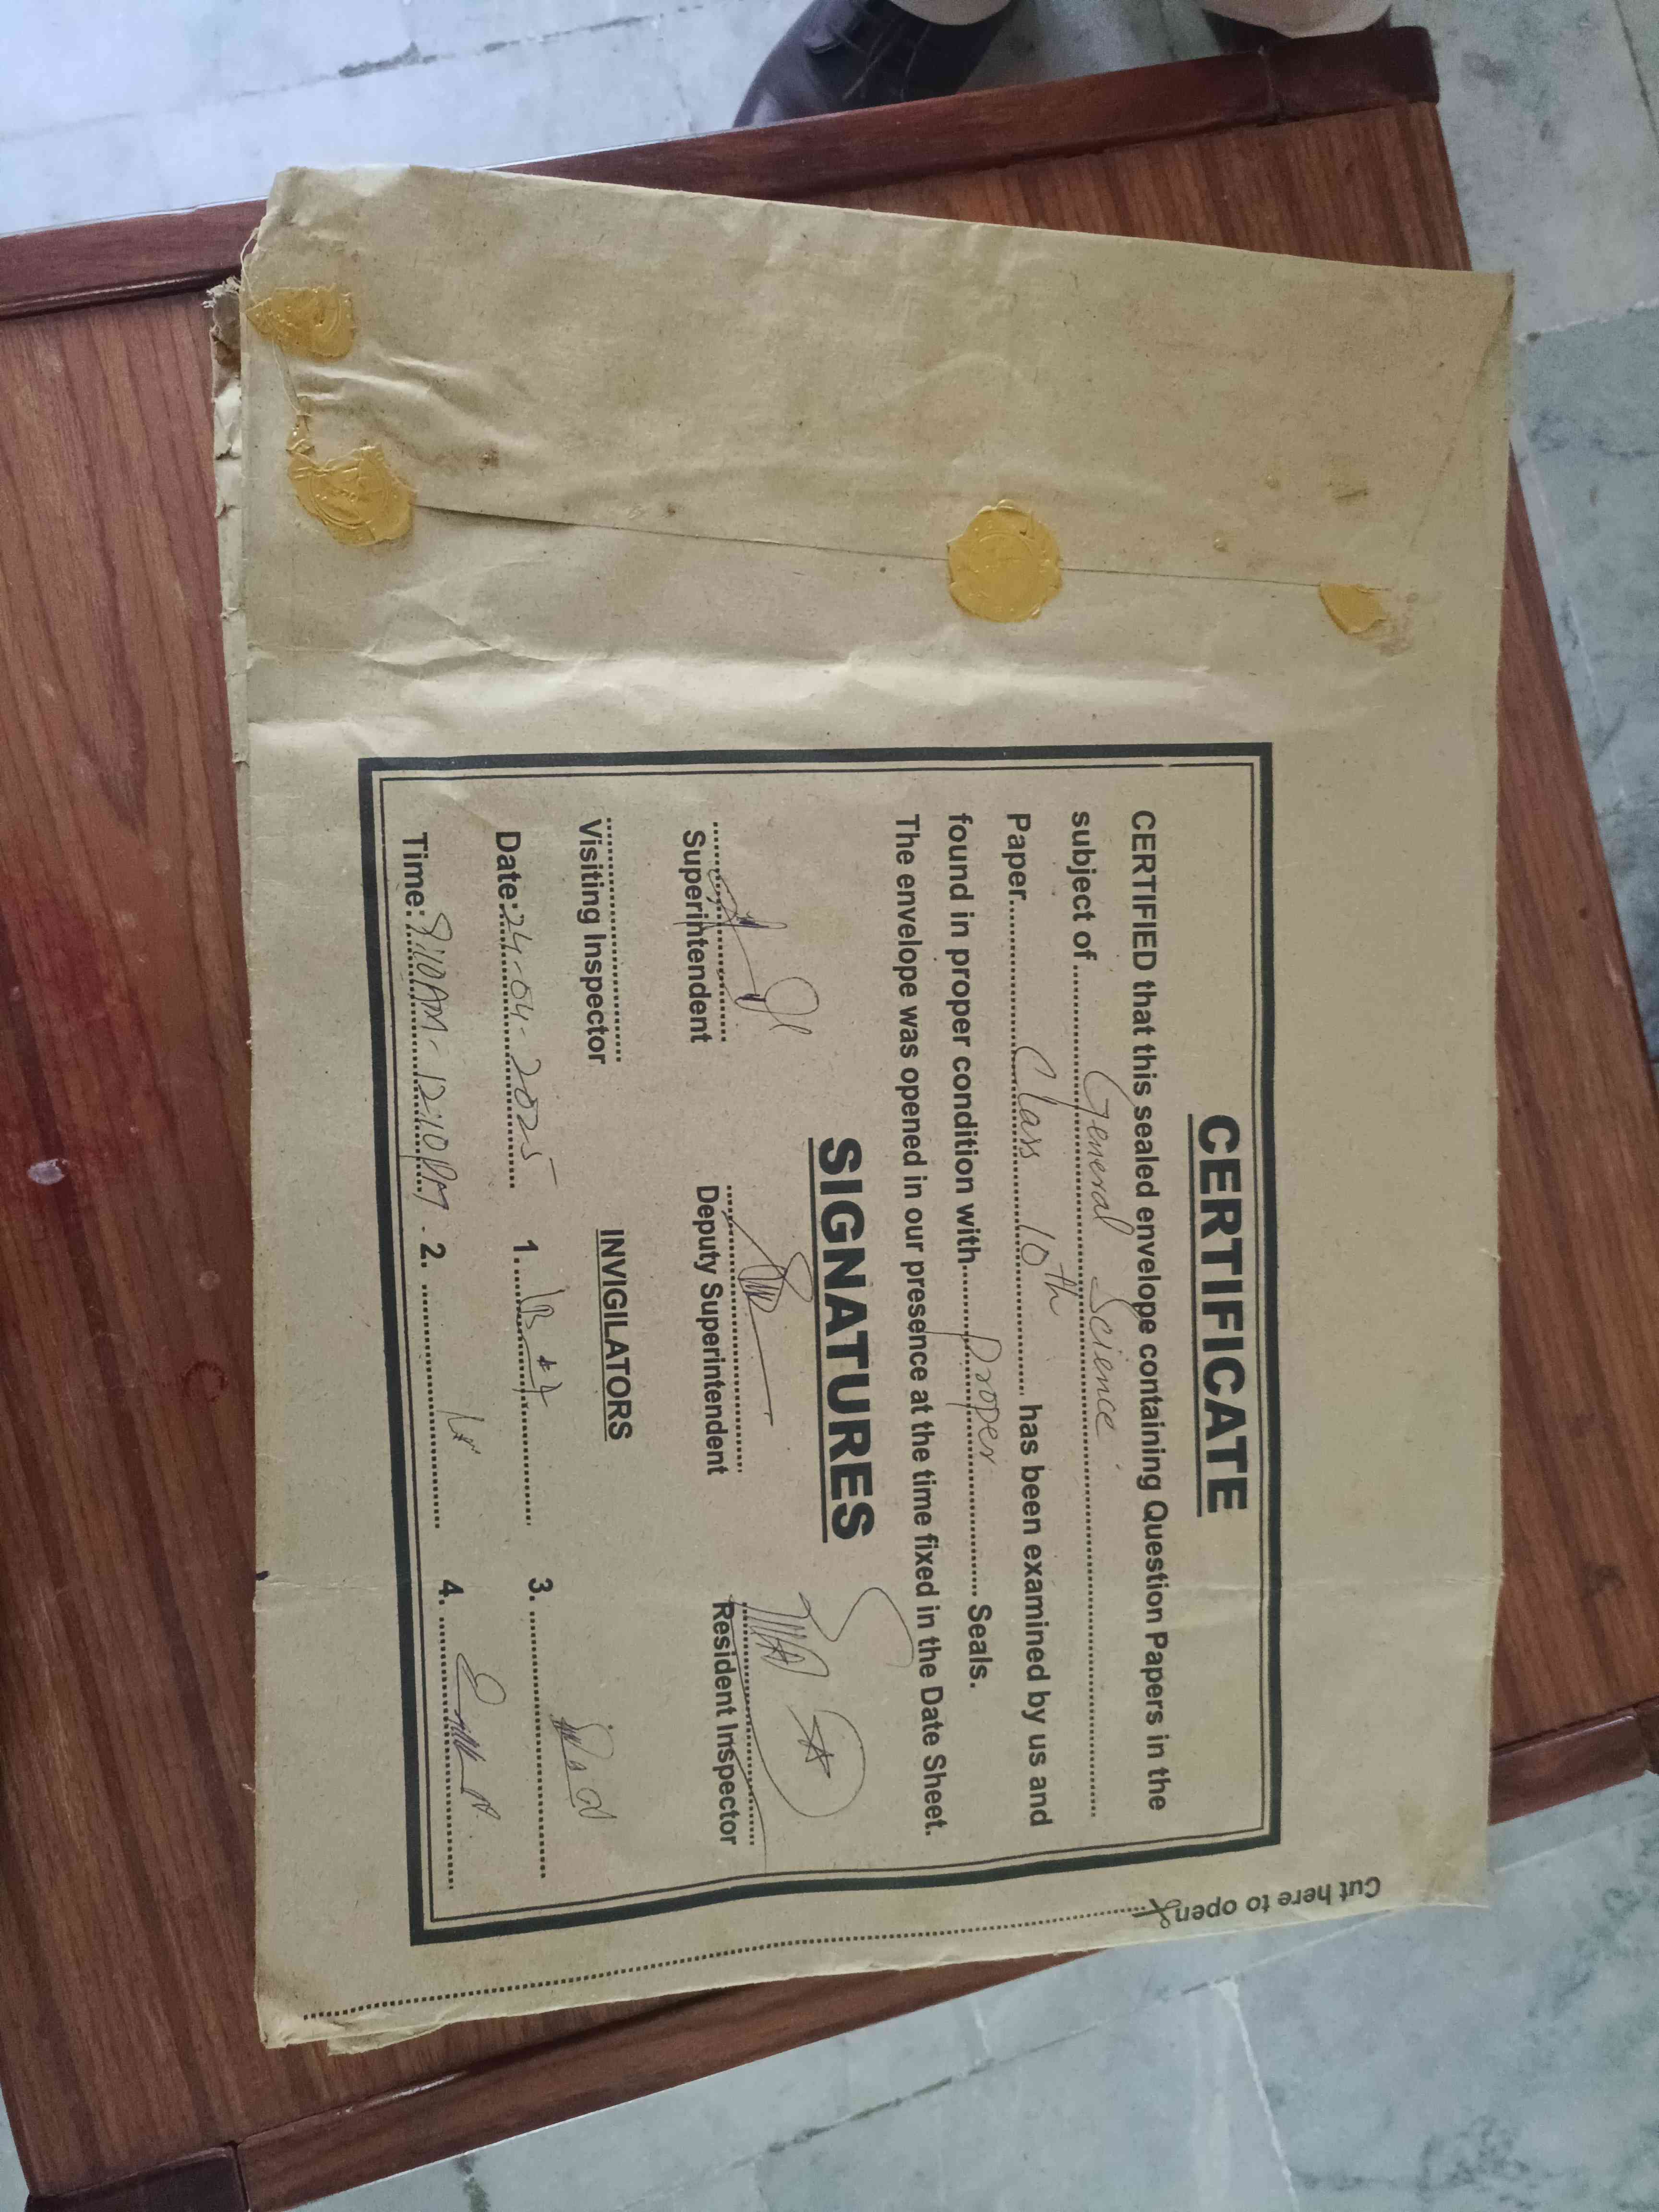 CERTIFICATE
CERTIFIED that this sealed envelope containing Question Papers in the
subject of General Science
Paper Class 10th has been examined by us and
found in proper condition with Proper Seals.
The envelope was opened in our presence at the time fixed in the Date Sheet.
SIGNATURES
Superintendent Deputy Superintendent Resident Inspector
Visiting Inspector
INVIGILATORS
Date: 24-04-2025 1. 3.
Time: 9:10AM - 12:10PM. 2. 4.
Cut here to open